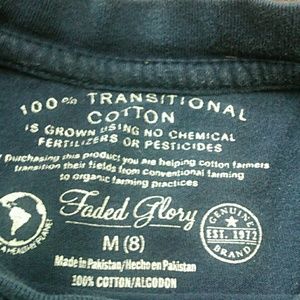 100% TRANSITIONAL
COTTON
IS GROWN USING NO CHEMICAL
FERTILIZERS OR PESTICIDES
Purchasing this product you are helping cotton farmers
transition their fields from conventional farming
to organic farming practices
Faded Glory
GENUINE
EST. 1972
BRAND
M (8)
Made in Pakistan/Hecho en Pakistan
100% COTTON/ALGODON